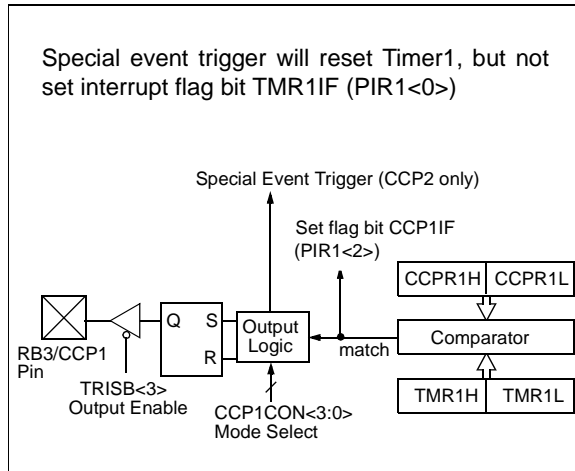 Special event trigger will reset Timer1, but not
set interrupt flag bit TMR1IF (PIR1<0>)
Special Event Trigger (CCP2 only)
Set flag bit CCP1IF
(PIR1<2>)
CCPR1H CCPR1L
Q S Output
Logic
R
match
Comparator
RB3/CCP1
Pin
TRISB<3>
Output Enable
CCP1CON<3:0>
Mode Select
TMR1H TMR1L